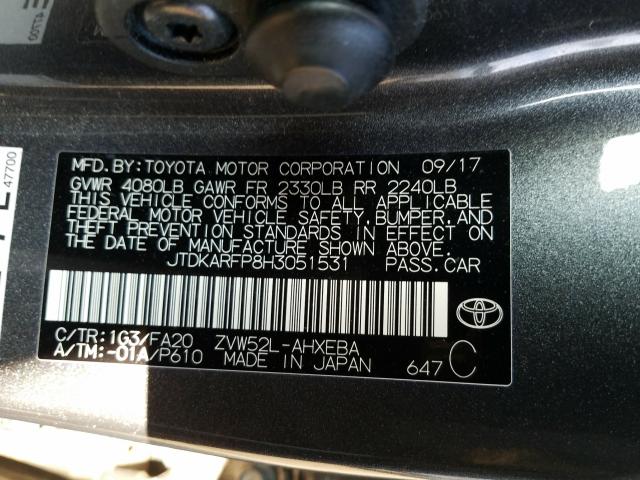 MFD.BY:TOYOTA MOTOR CORPORATION 09/17
GVWR 4080LB GAWR FR 2330LB RR 2240LB
THIS VEHICLE CONFORMS TO ALL APPLICABLE
FEDERAL MOTOR VEHICLE SAFETY,BUMPER,AND
THEFT PREVENTION STANDARDS IN EFFECT ON
THE DATE OF MANUFACTURE SHOWN ABOVE.
JTDKARFP8H3051531 PASS.CAR
C/TR:1G3/FA20 ZVW52L-AHXEBA
A/TM:-01A/P610 MADE IN JAPAN 647 C
47700